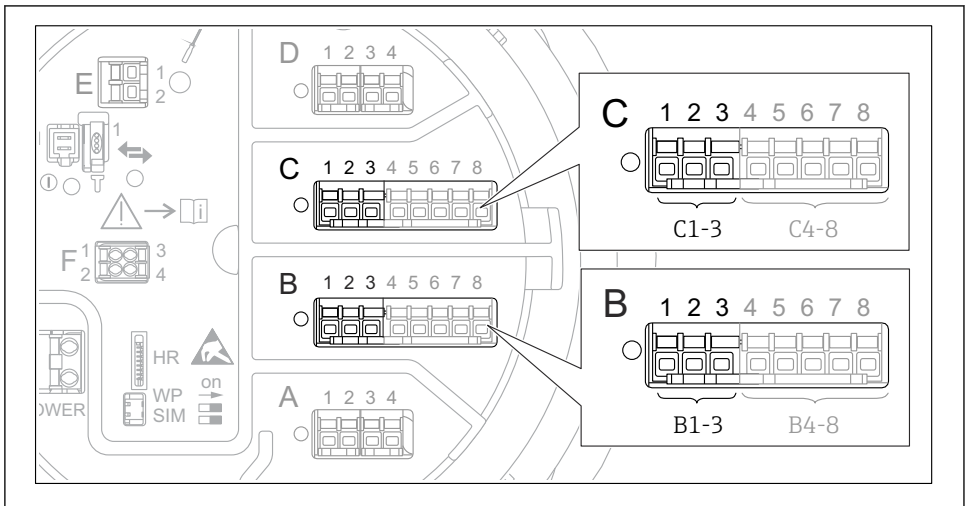 D 1 2 3 4
E 1
2
1
C 1 2 3 4 5 6 7 8
i
F 1 3
2 4
B 1 2 3 4 5 6 7 8
HR
WP on
SIM
OWER
A 1 2 3 4
C 1 2 3 4 5 6 7 8
C1-3 C4-8
B 1 2 3 4 5 6 7 8
B1-3 B4-8